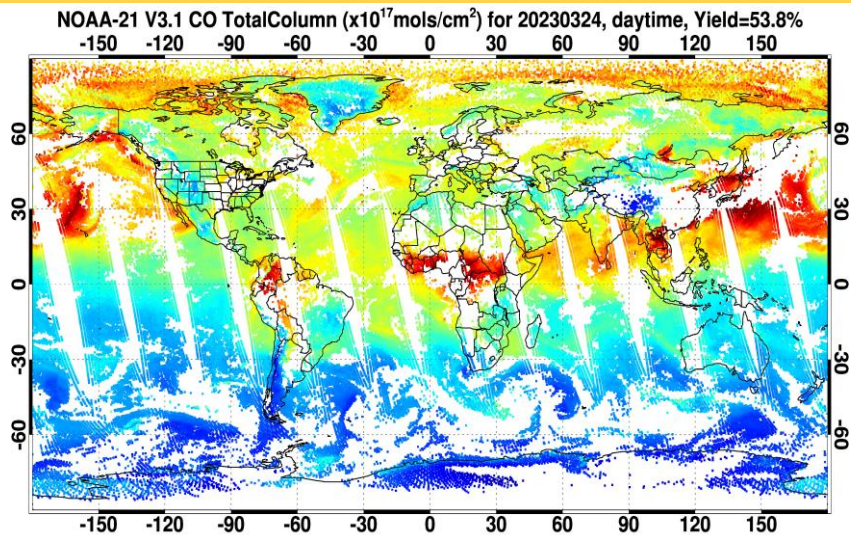 NOAA-21 V3.1 CO TotalColumn (x10¹⁷mols/cm²) for 20230324, daytime, Yield=53.8%
-150 -120 -90 -60 -30 0 30 60 90 120 150
60 60
30 30
0 0
-30 -30
-60 -60
-150 -120 -90 -60 -30 0 30 60 90 120 150